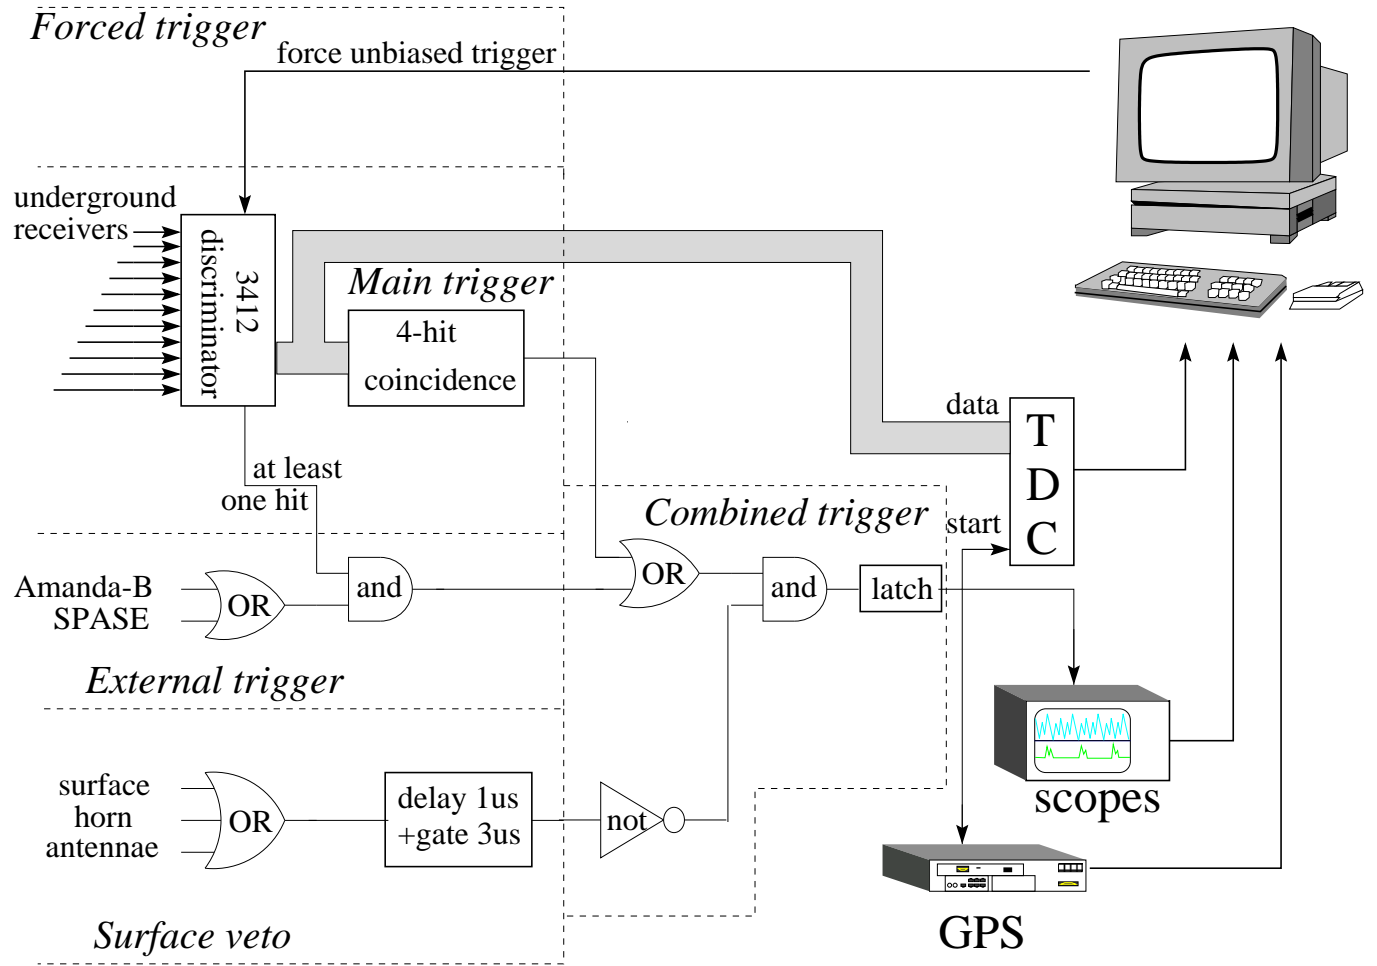 Forced trigger
force unbiased trigger
underground
receivers
3412
discriminator
Main trigger
4-hit
coincidence
data
T
D
C
at least
one hit
Combined trigger
start
Amanda-B
SPASE
OR
and
OR
and
latch
External trigger
surface
horn
antennae
OR
delay 1us
+gate 3us
not
scopes
GPS
Surface veto